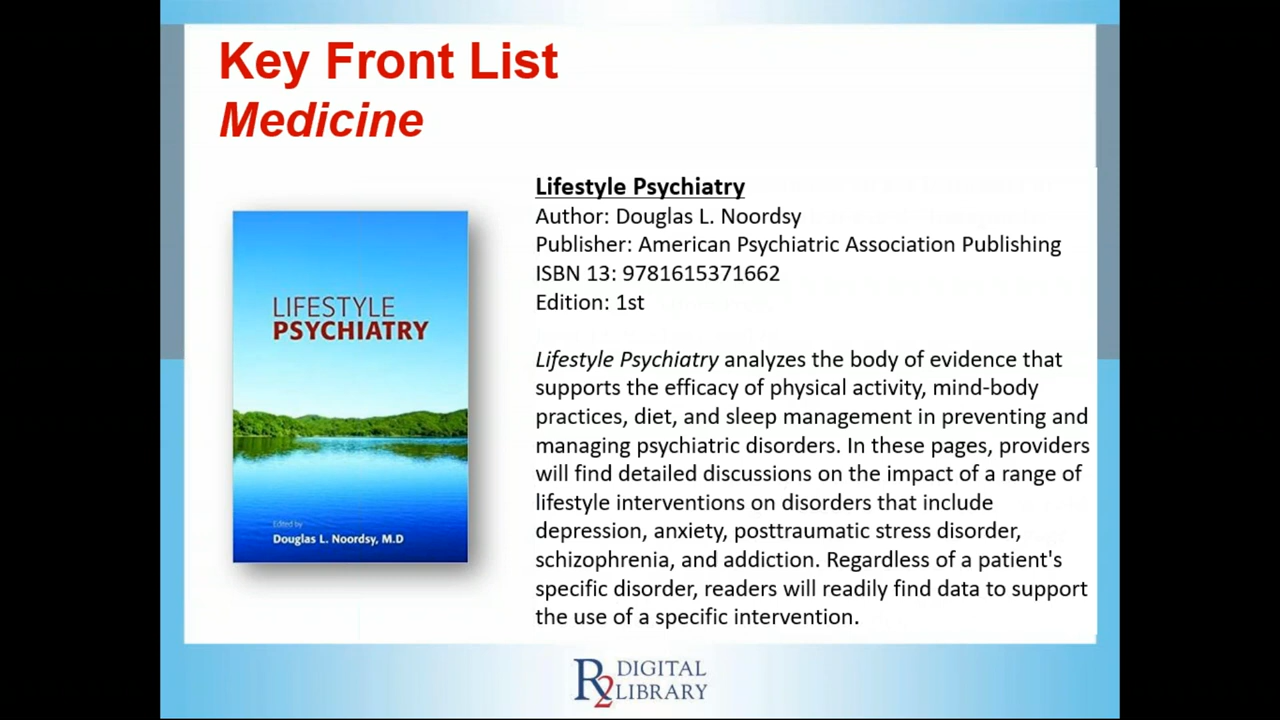 Key Front List
Medicine
LIFESTYLE
PSYCHIATRY
Edited by
Douglas L. Noordsy, M.D
Lifestyle Psychiatry
Author: Douglas L. Noordsy
Publisher: American Psychiatric Association Publishing
ISBN 13: 9781615371662
Edition: 1st
Lifestyle Psychiatry analyzes the body of evidence that
supports the efficacy of physical activity, mind-body
practices, diet, and sleep management in preventing and
managing psychiatric disorders. In these pages, providers
will find detailed discussions on the impact of a range of
lifestyle interventions on disorders that include
depression, anxiety, posttraumatic stress disorder,
schizophrenia, and addiction. Regardless of a patient's
specific disorder, readers will readily find data to support
the use of a specific intervention.
R2 DIGITAL
LIBRARY